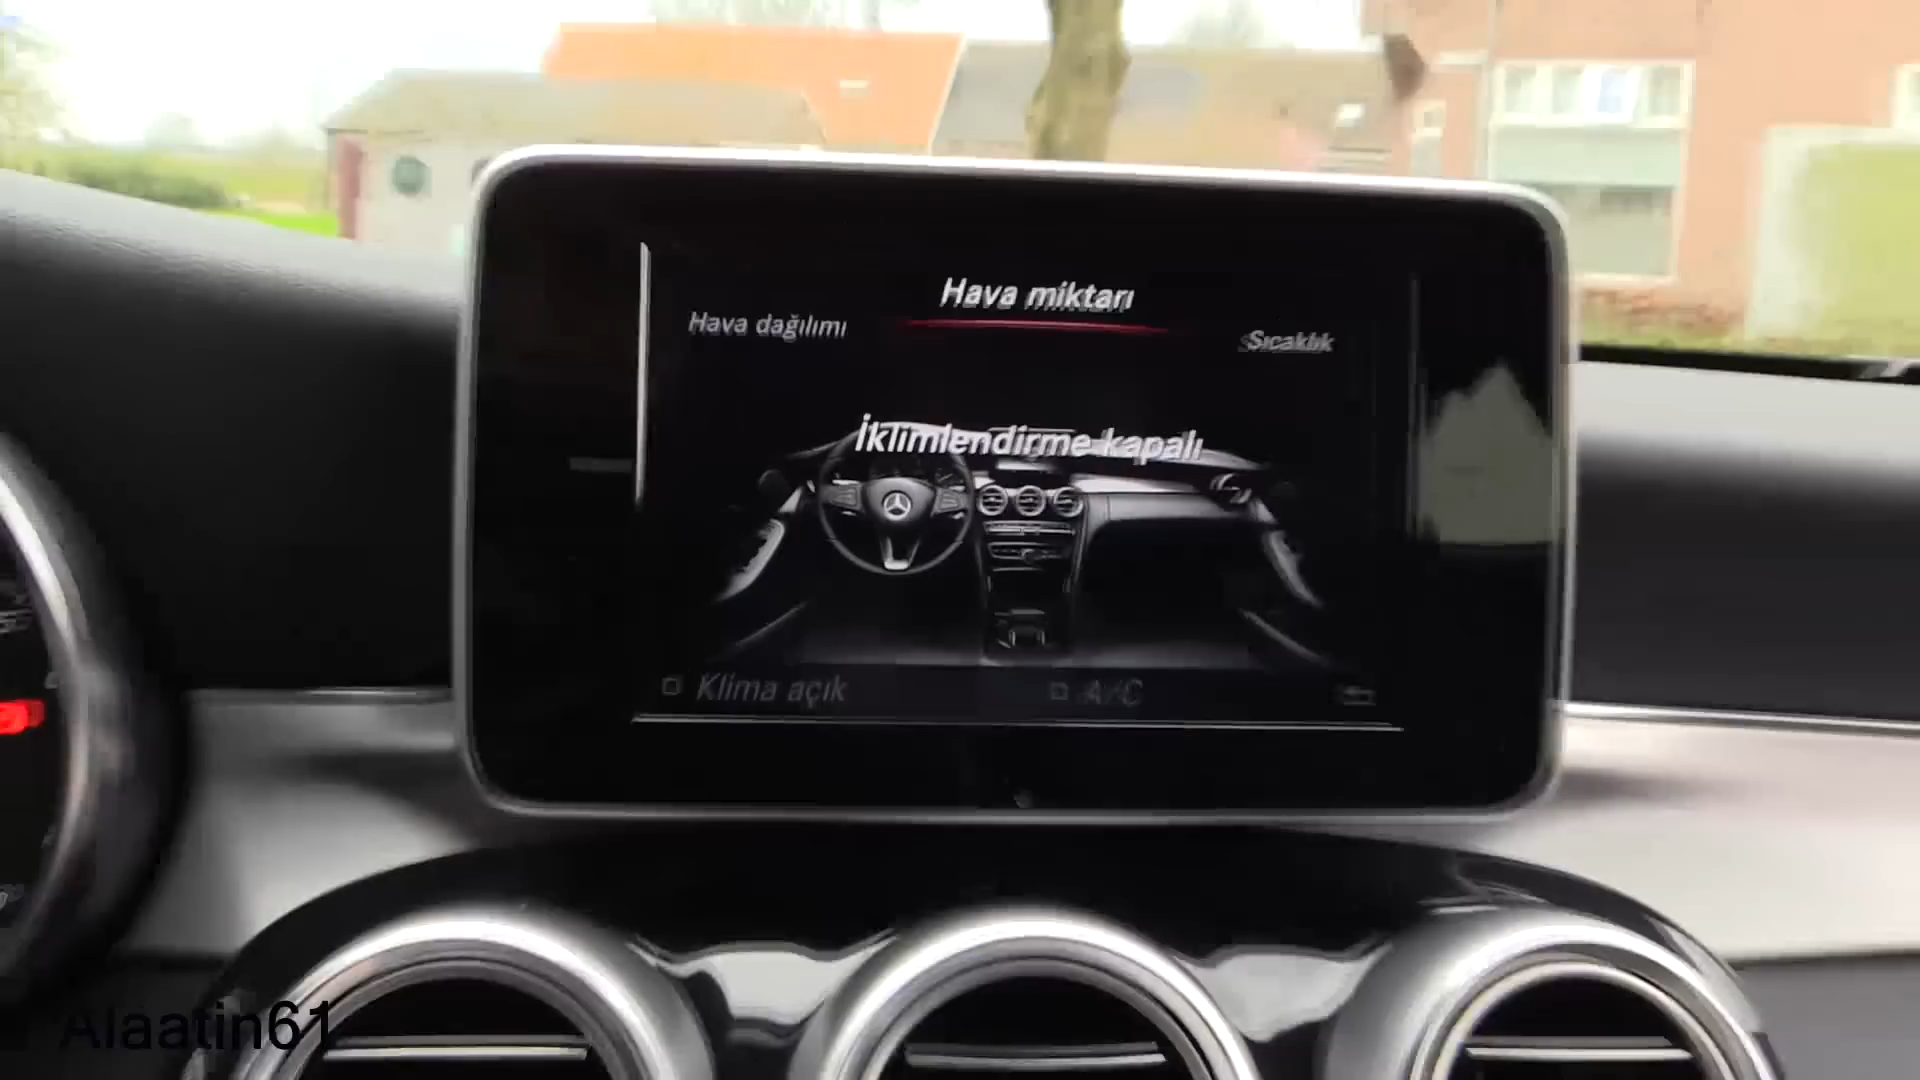 Hava miktarı
Hava dağılımı
Sıcaklık
İklimlendirme kapalı
Klima açık
A/C
Alaatin61